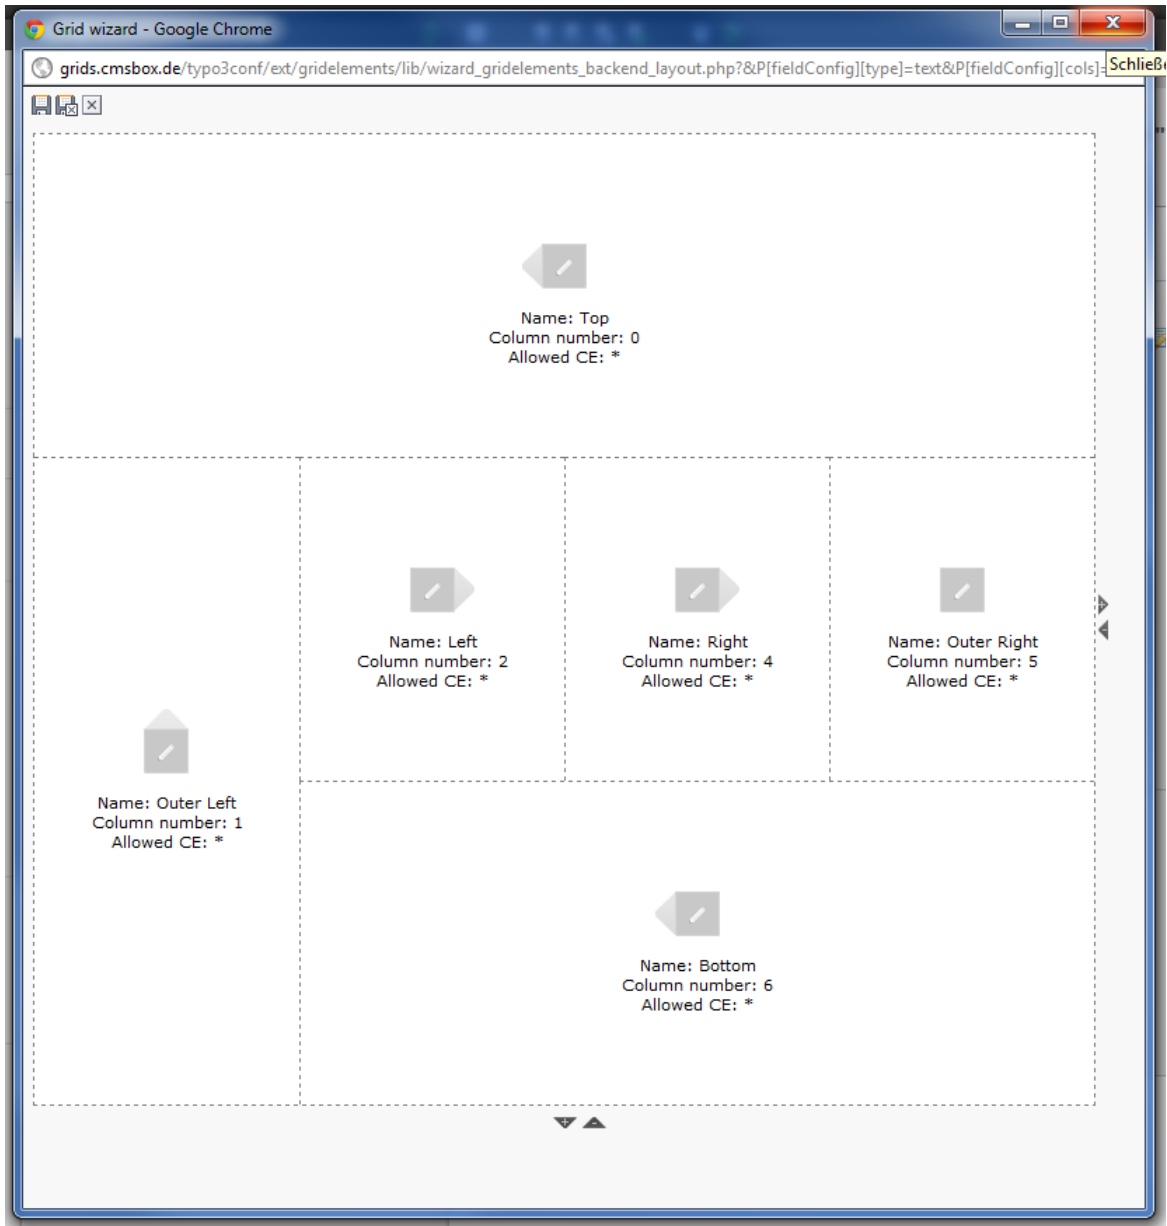 Grid wizard - Google Chrome
grids.cmsbox.de/typo3conf/ext/gridelements/lib/wizard_gridelements_backend_layout.php?&P[fieldConfig][type]=text&P[fieldConfig][cols]=
Schließe
Name: Top
Column number: 0
Allowed CE: *
Name: Left
Column number: 2
Allowed CE: *
Name: Right
Column number: 4
Allowed CE: *
Name: Outer Right
Column number: 5
Allowed CE: *
Name: Outer Left
Column number: 1
Allowed CE: *
Name: Bottom
Column number: 6
Allowed CE: *